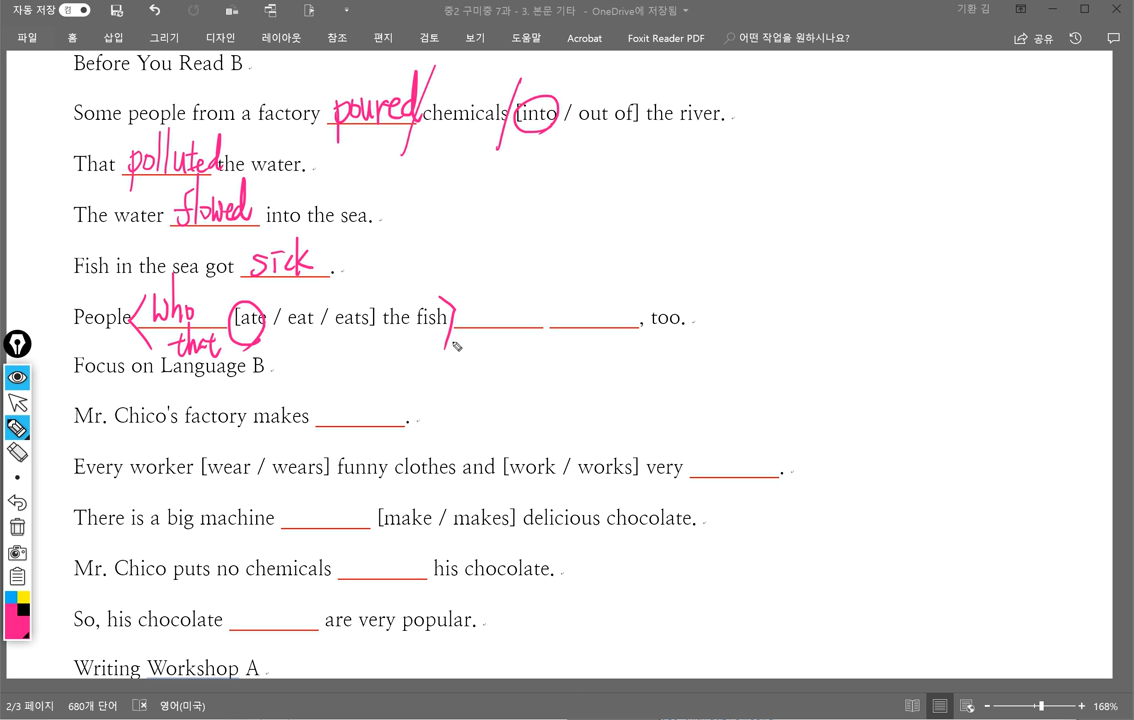 자동 저장 켬 중2 구미중 7과 - 3. 본문 기타 - OneDrive에 저장됨 기환 김
파일 홈 삽입 그리기 디자인 레이아웃 참조 편지 검토 보기 도움말 Acrobat Foxit Reader PDF 어떤 작업을 원하시나요? 공유
Before You Read B
Some people from a factory poured chemicals [into / out of] the river.
That polluted the water.
The water flowed into the sea.
Fish in the sea got sick.
People who [ate / eat / eats] the fish ________ ________, too.
that
Focus on Language B
Mr. Chico's factory makes ________.
Every worker [wear / wears] funny clothes and [work / works] very ________.
There is a big machine ________ [make / makes] delicious chocolate.
Mr. Chico puts no chemicals ________ his chocolate.
So, his chocolate ________ are very popular.
Writing Workshop A
2/3 페이지 680개 단어 영어(미국) 168%